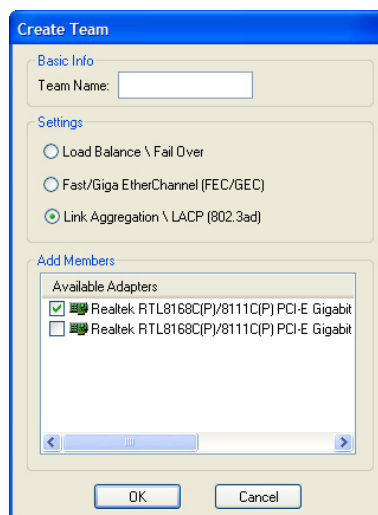 Create Team
Basic Info
Team Name:
Settings
Load Balance \ Fail Over
Fast/Giga EtherChannel (FEC/GEC)
Link Aggregation \ LACP (802.3ad)
Add Members
Available Adapters
Realtek RTL8168C(P)/8111C(P) PCI-E Gigabit
Realtek RTL8168C(P)/8111C(P) PCI-E Gigabit
OK Cancel